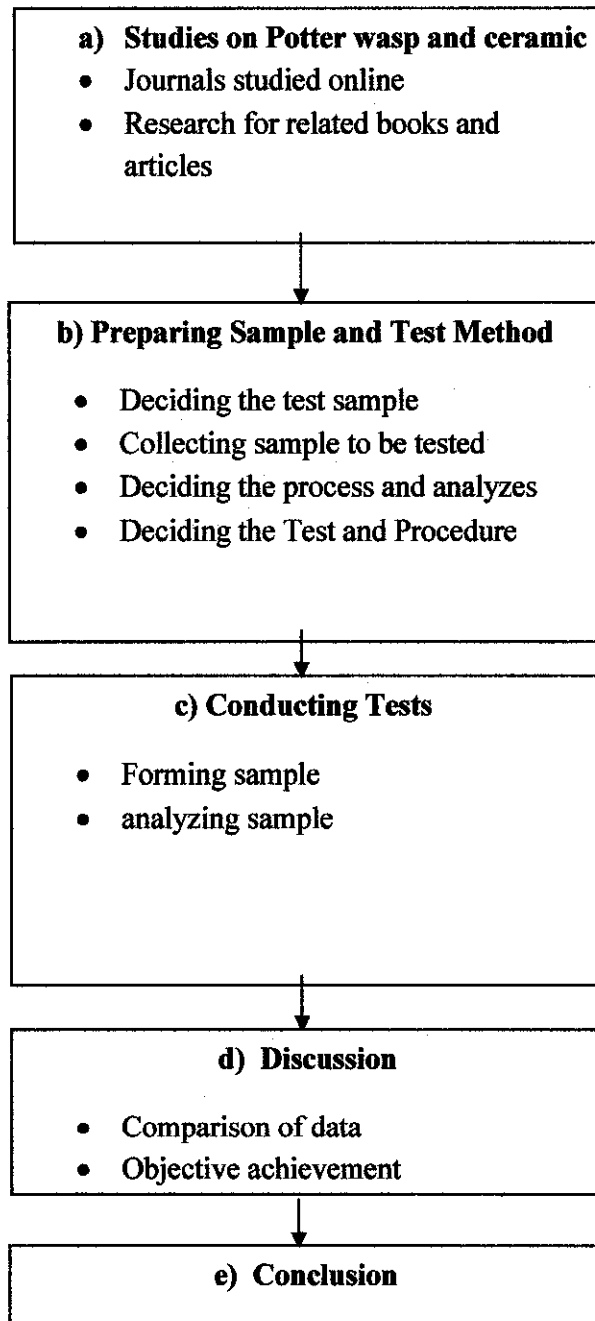 a) Studies on Potter wasp and ceramic
• Journals studied online
• Research for related books and
articles
b) Preparing Sample and Test Method
• Deciding the test sample
• Collecting sample to be tested
• Deciding the process and analyzes
• Deciding the Test and Procedure
c) Conducting Tests
• Forming sample
• analyzing sample
d) Discussion
• Comparison of data
• Objective achievement
e) Conclusion